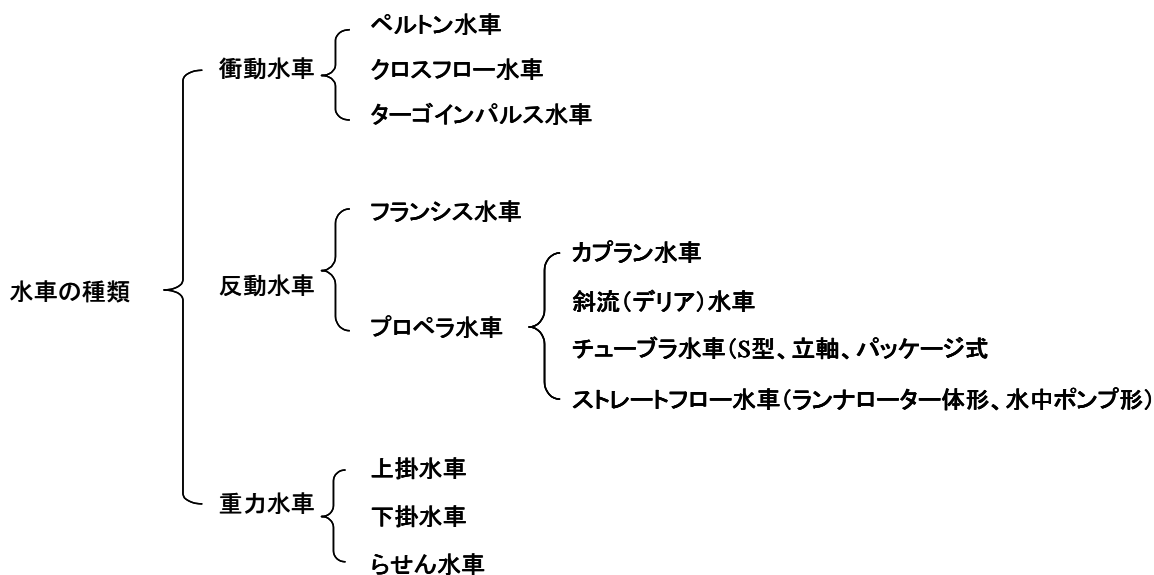 水車の種類
衝動水車
ペルトン水車
クロスフロー水車
ターゴインパルス水車
反動水車
フランシス水車
プロペラ水車
カプラン水車
斜流(デリア)水車
チューブラ水車(S型、立軸、パッケージ式
ストレートフロー水車(ランナローター体形、水中ポンプ形)
重力水車
上掛水車
下掛水車
らせん水車